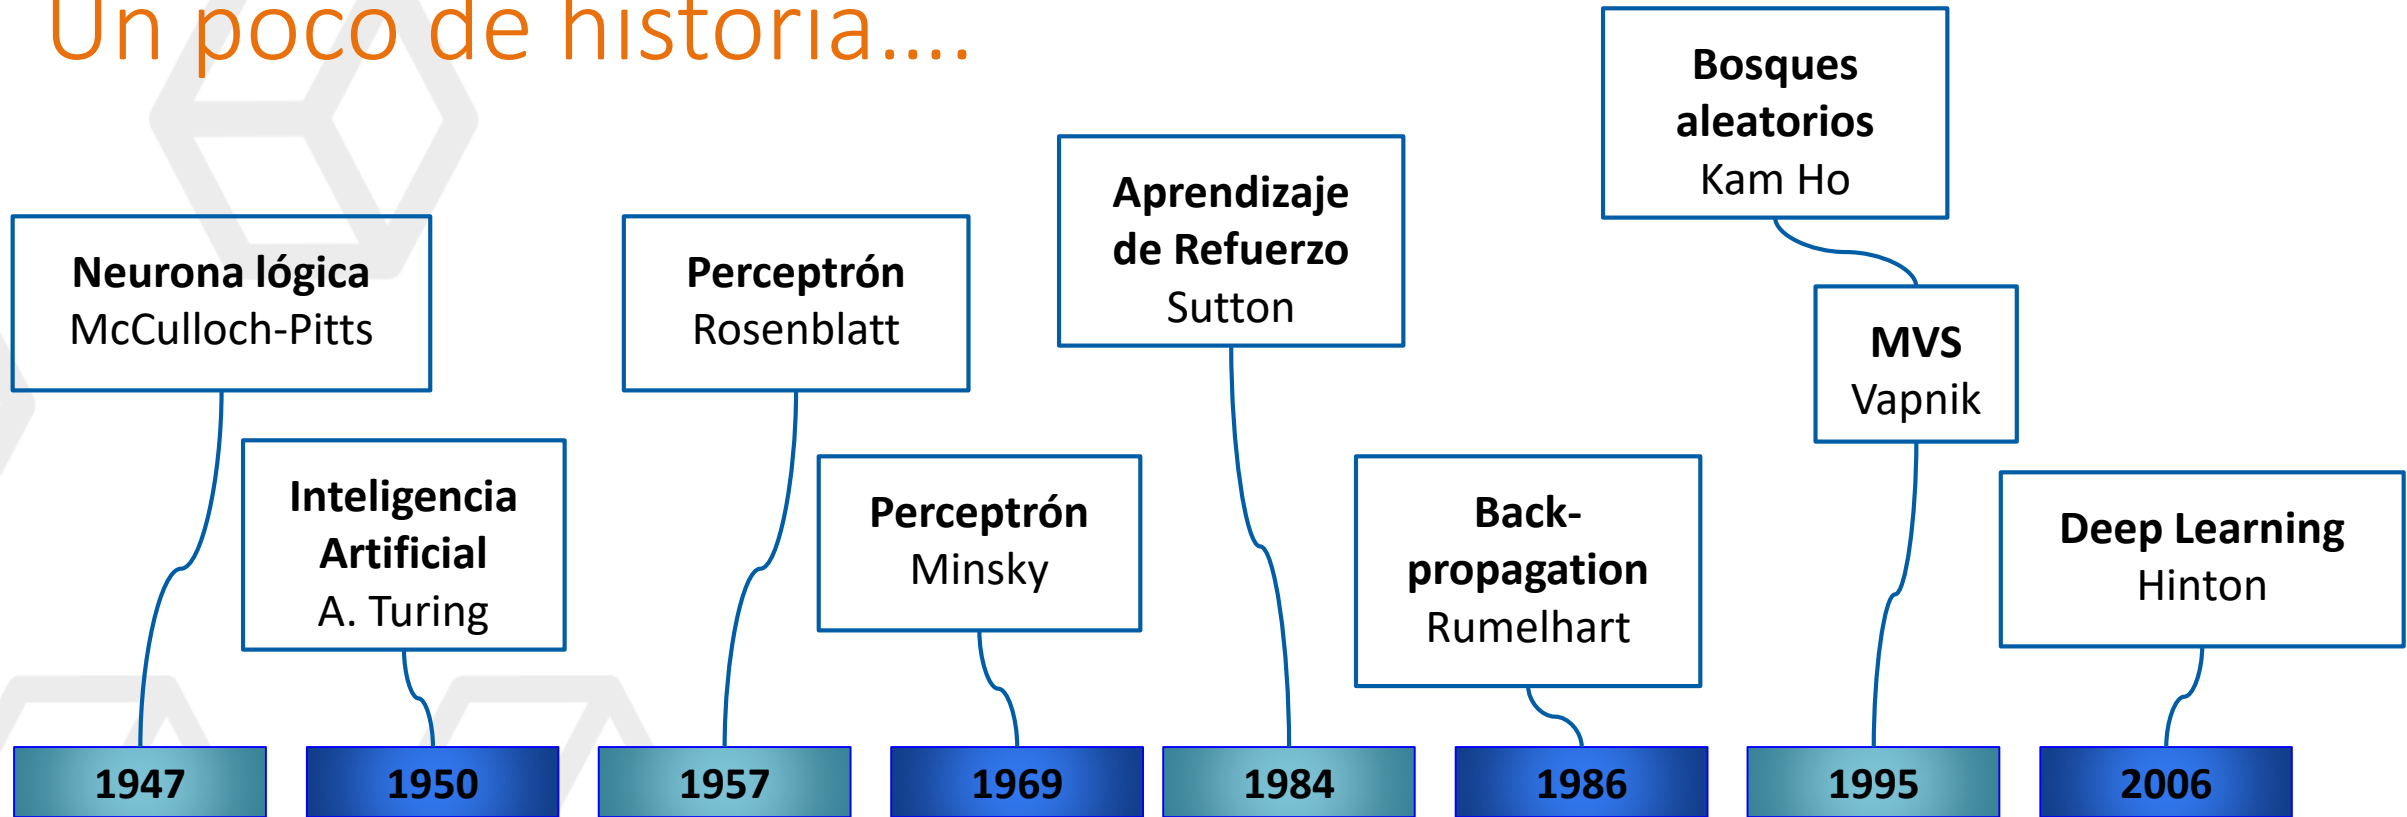 Un poco de historia....
Neurona lógica
McCulloch-Pitts
Inteligencia
Artificial
A. Turing
Perceptrón
Rosenblatt
Perceptrón
Minsky
Aprendizaje
de Refuerzo
Sutton
Back-
propagation
Rumelhart
Bosques
aleatorios
Kam Ho
MVS
Vapnik
Deep Learning
Hinton
1947
1950
1957
1969
1984
1986
1995
2006